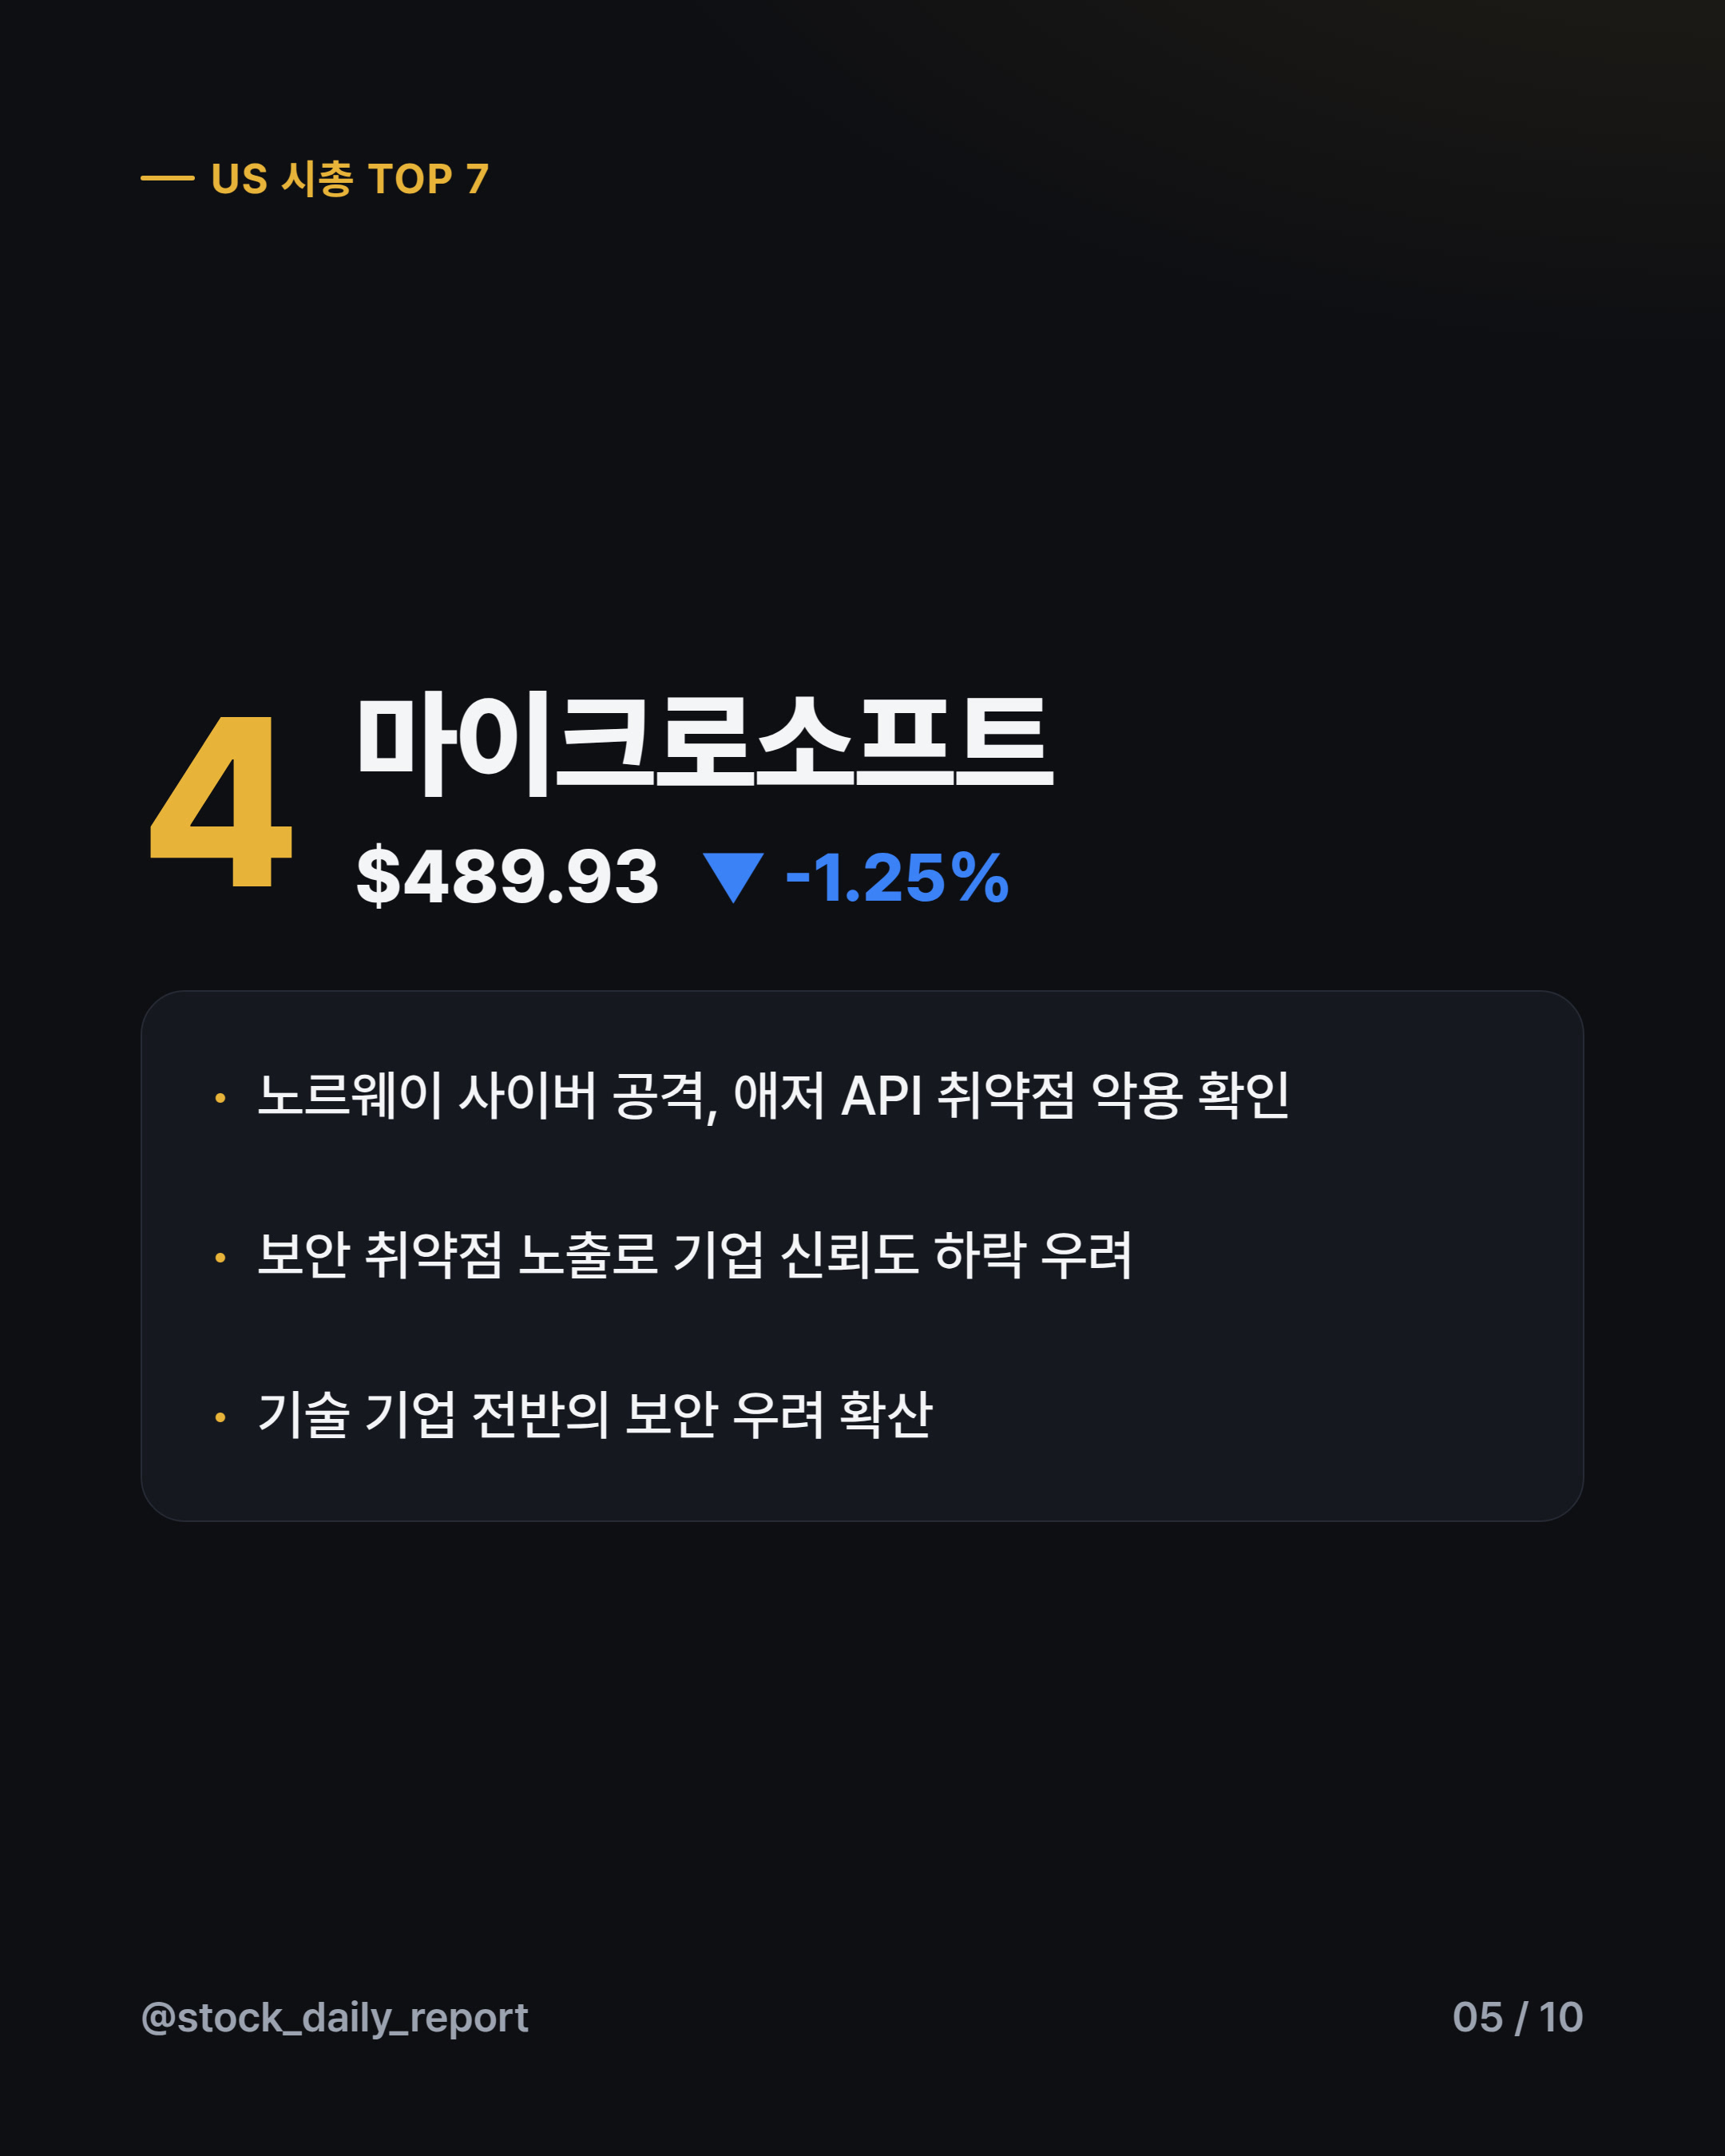 US 시총 TOP 7
4
마이크로소프트
$489.93 ▼ -1.25%
• 노르웨이 사이버 공격, 애저 API 취약점 악용 확인
• 보안 취약점 노출로 기업 신뢰도 하락 우려
• 기술 기업 전반의 보안 우려 확산
@stock_daily_report
05 / 10